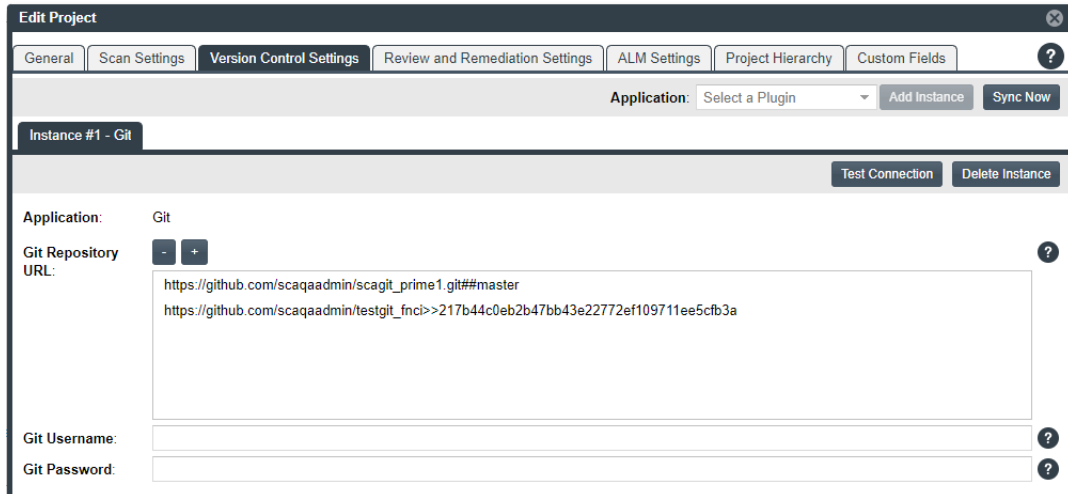 Edit Project
General Scan Settings Version Control Settings Review and Remediation Settings ALM Settings Project Hierarchy Custom Fields ?
Application: Select a Plugin Add Instance Sync Now
Instance #1 - Git
Test Connection Delete Instance
Application: Git
Git Repository URL: - + ?
https://github.com/scaqaadmin/scagit_prime1.git##master
https://github.com/scaqaadmin/testgit_fnci>>217b44c0eb2b47bb43e22772ef109711ee5cfb3a
Git Username: ?
Git Password: ?